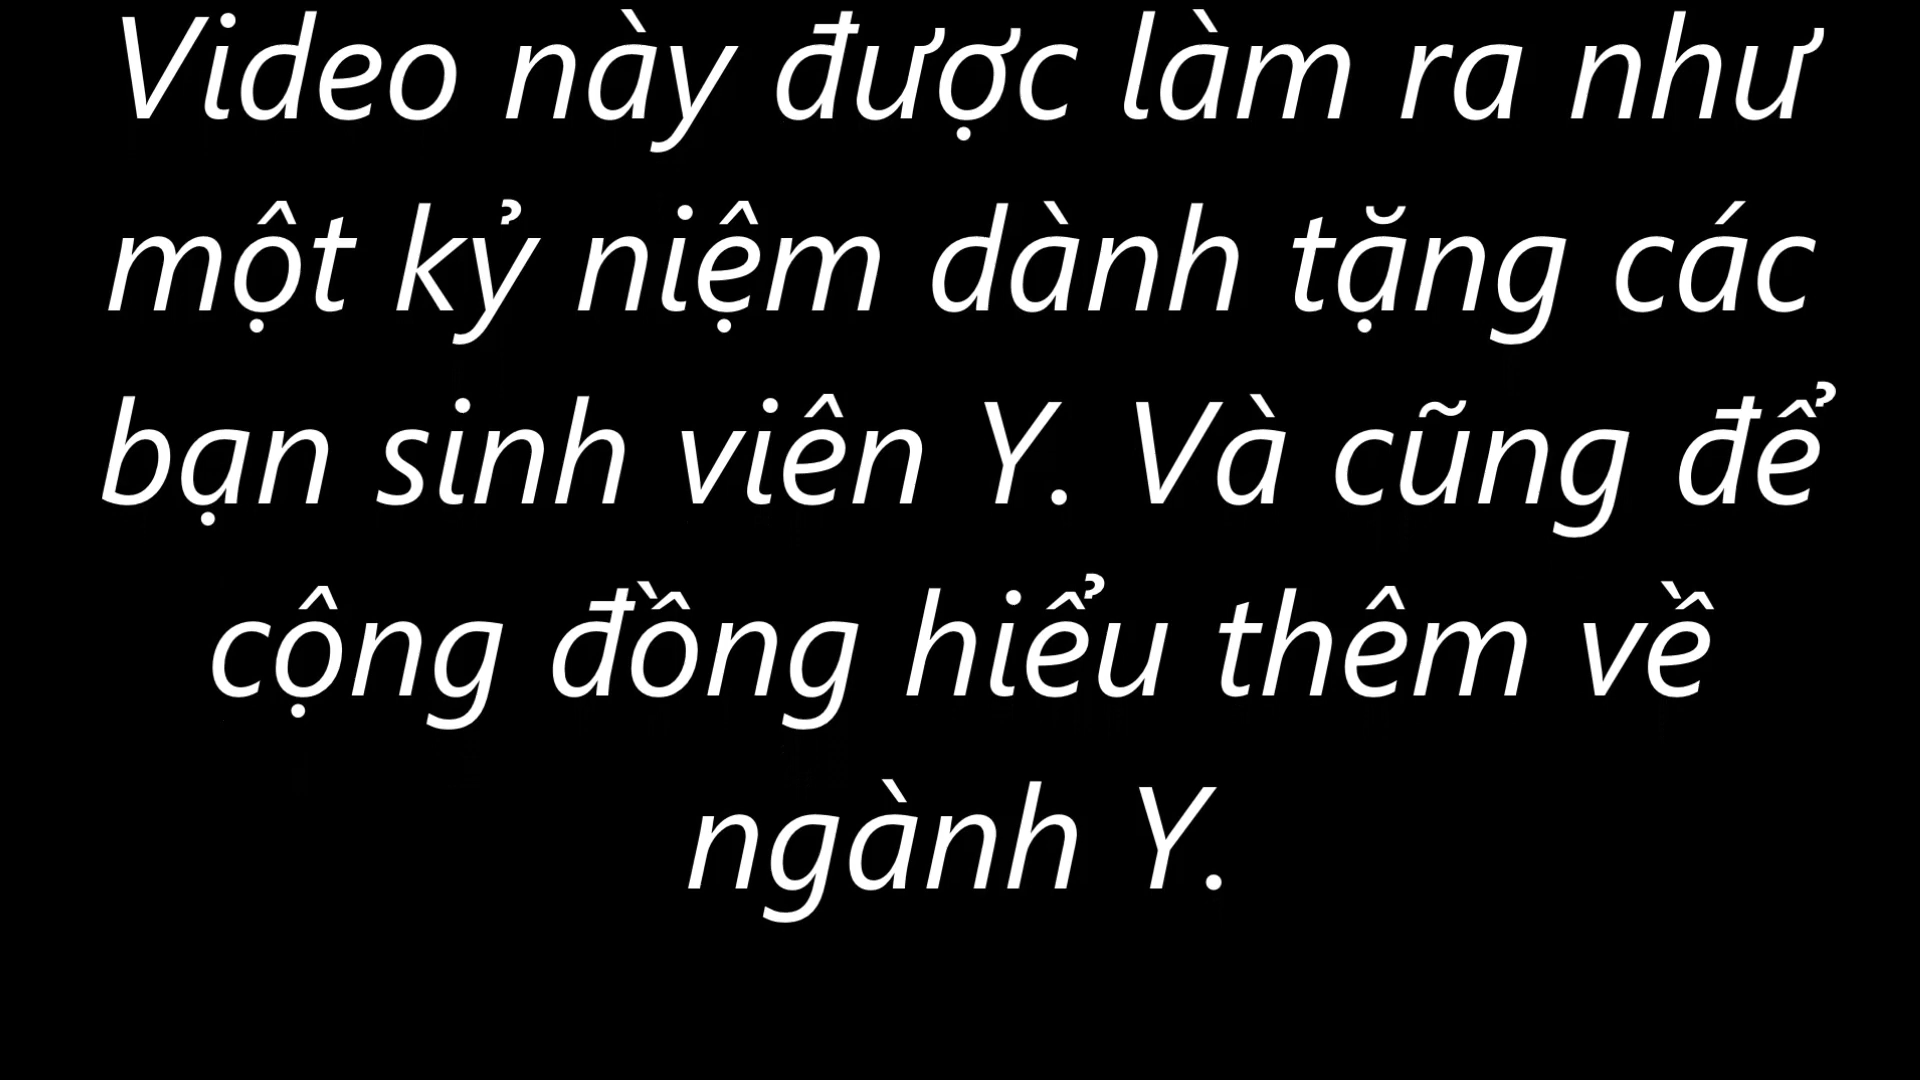 Video này được làm ra như
một kỷ niệm dành tặng các
bạn sinh viên Y. Và cũng để
cộng đồng hiểu thêm về
ngành Y.